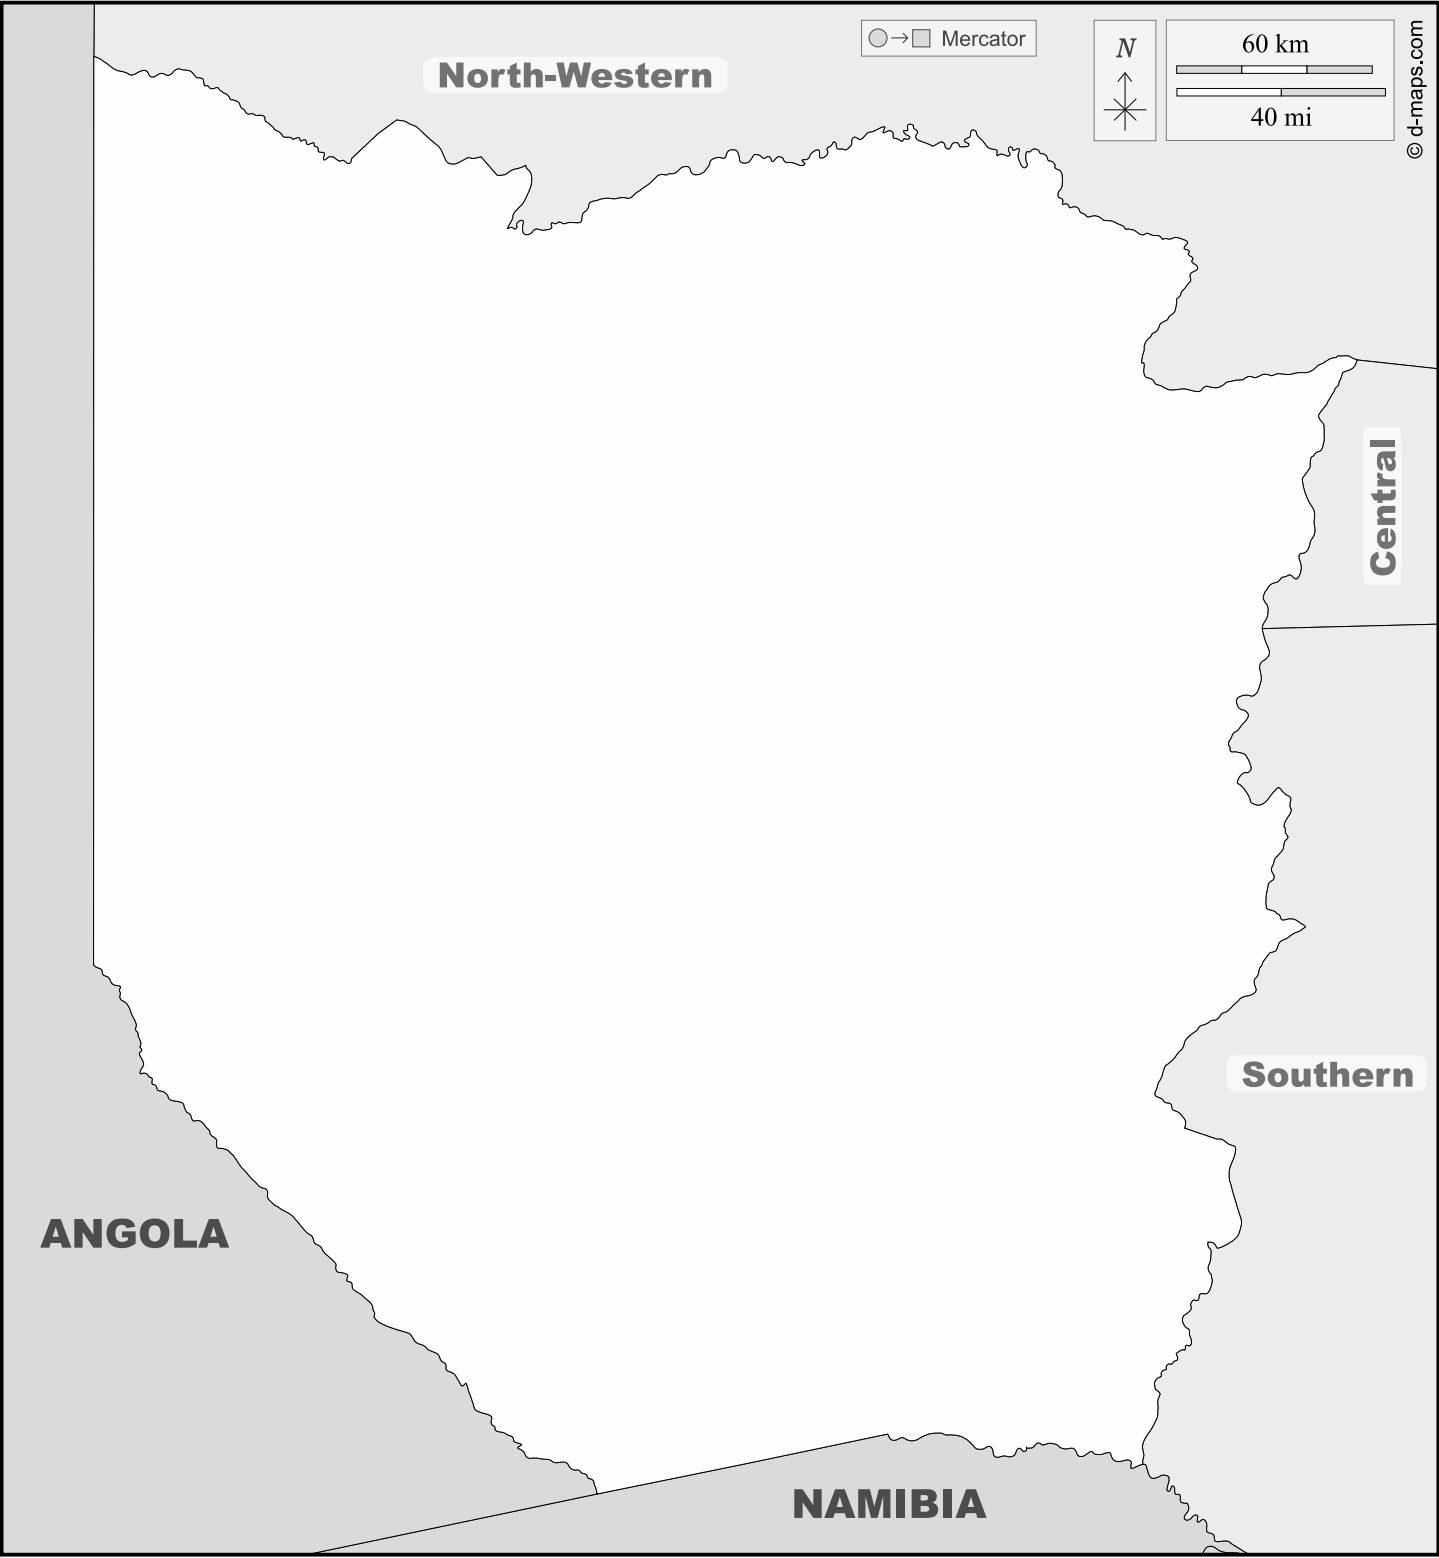 Mercator
N
60 km
40 mi
© d-maps.com
North-Western
Central
Southern
ANGOLA
NAMIBIA